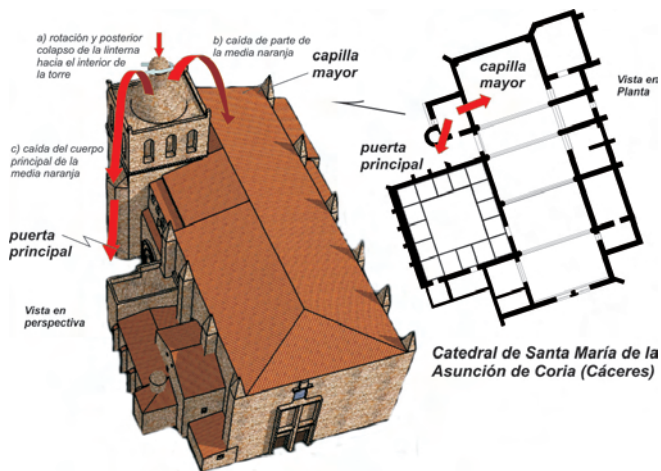 a) rotación y posterior
colapso de la linterna
hacia el interior de
la torre
b) caída de parte de la
media naranja
capilla
mayor
c) caída del cuerpo
principal de la
media naranja
puerta
principal
Vista en
perspectiva
capilla
mayor
Vista en
Planta
puerta
principal
Catedral de Santa María de la
Asunción de Coria (Cáceres)